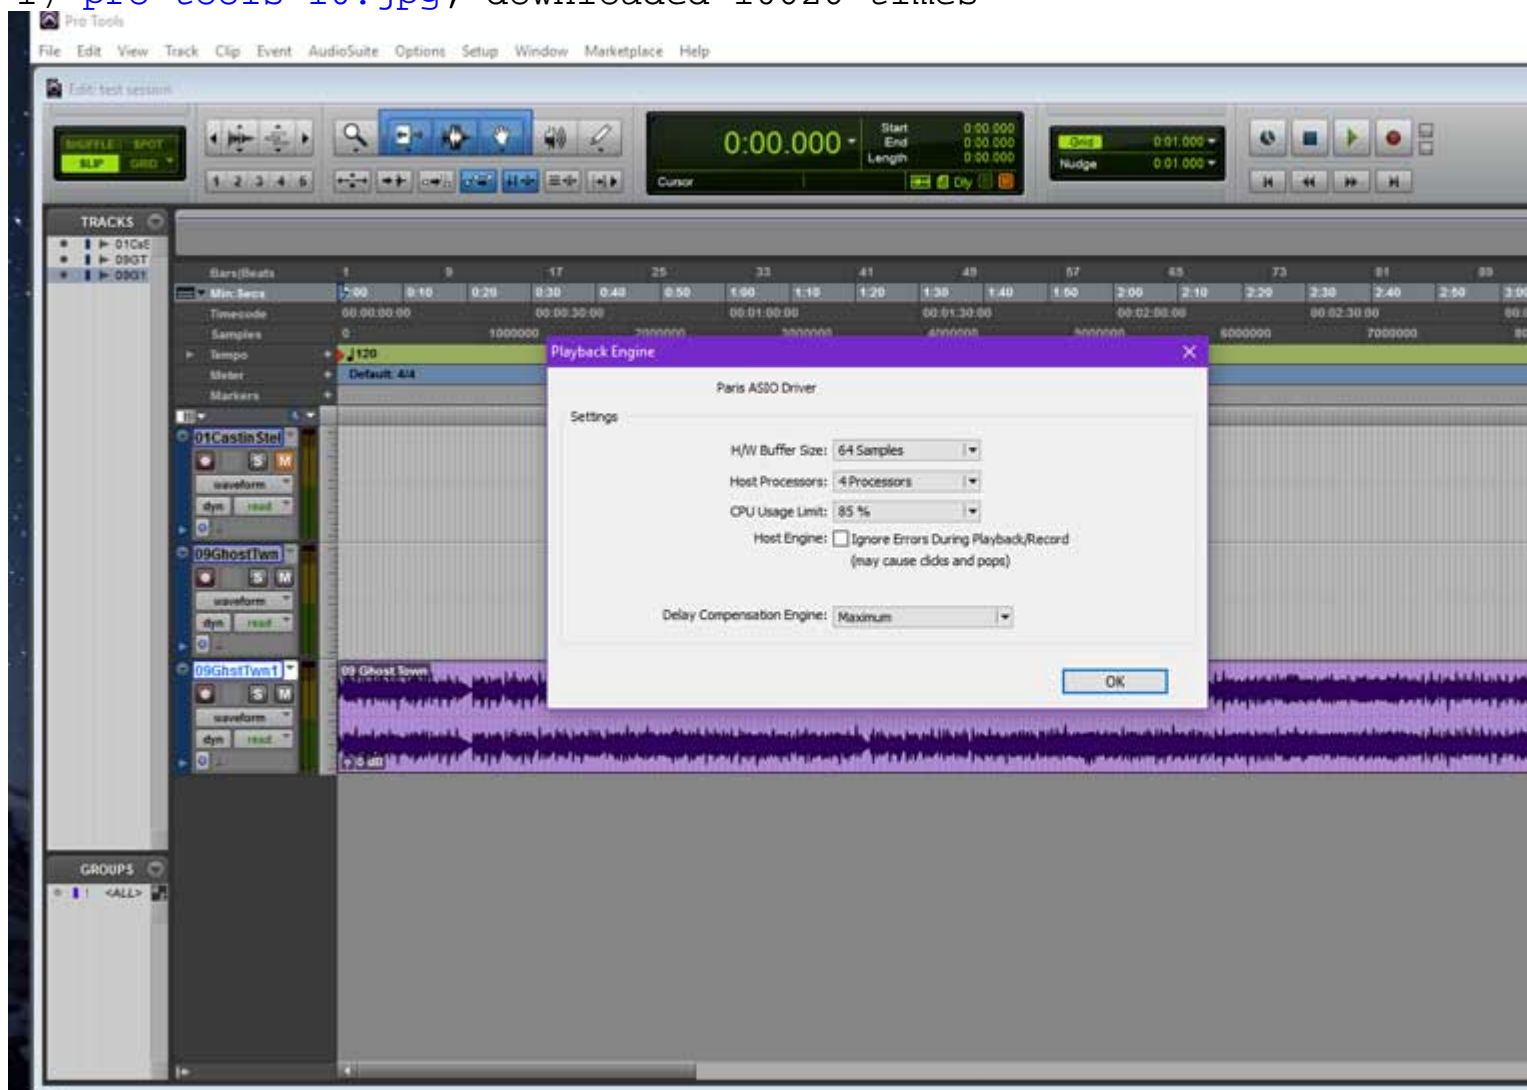 1) pro tools 10.jpg, downloaded 10020 times
Pro Tools
File Edit View Track Clip Event AudioSuite Options Setup Window Marketplace Help
Edit: test session
SHUFFLE SPOT
SLIP GRID
1 2 3 4 5
0:00.000
Start 0:00.000
End 0:00.000
Length 0:00.000
Cursor
Dly
Grid 0:01.000
Nudge 0:01.000
TRACKS
01CaS
09GT
09GT
Bars|Beats 1 9 17 25 33 41 49 57 65 73 81 89
Min:Secs 0:00 0:10 0:20 0:30 0:40 0:50 1:00 1:10 1:20 1:30 1:40 1:50 2:00 2:10 2:20 2:30 2:40 2:50 3:00
Timecode 00:00:00:00 00:00:30:00 00:01:00:00 00:01:30:00 00:02:00:00 00:02:30:00
Samples 0 1000000 2000000 3000000 4000000 5000000 6000000 7000000
Tempo 120
Meter Default: 4/4
Markers
Playback Engine
Paris ASIO Driver
Settings
H/W Buffer Size: 64 Samples
Host Processors: 4 Processors
CPU Usage Limit: 85 %
Host Engine: Ignore Errors During Playback/Record
(may cause clicks and pops)
Delay Compensation Engine: Maximum
OK
01CastinStel
S M
waveform
dyn read
09GhostTwn
S M
waveform
dyn read
09GhstTwn1
S M
waveform
dyn read
09 Ghost Town
0 dB
GROUPS
! <ALL>